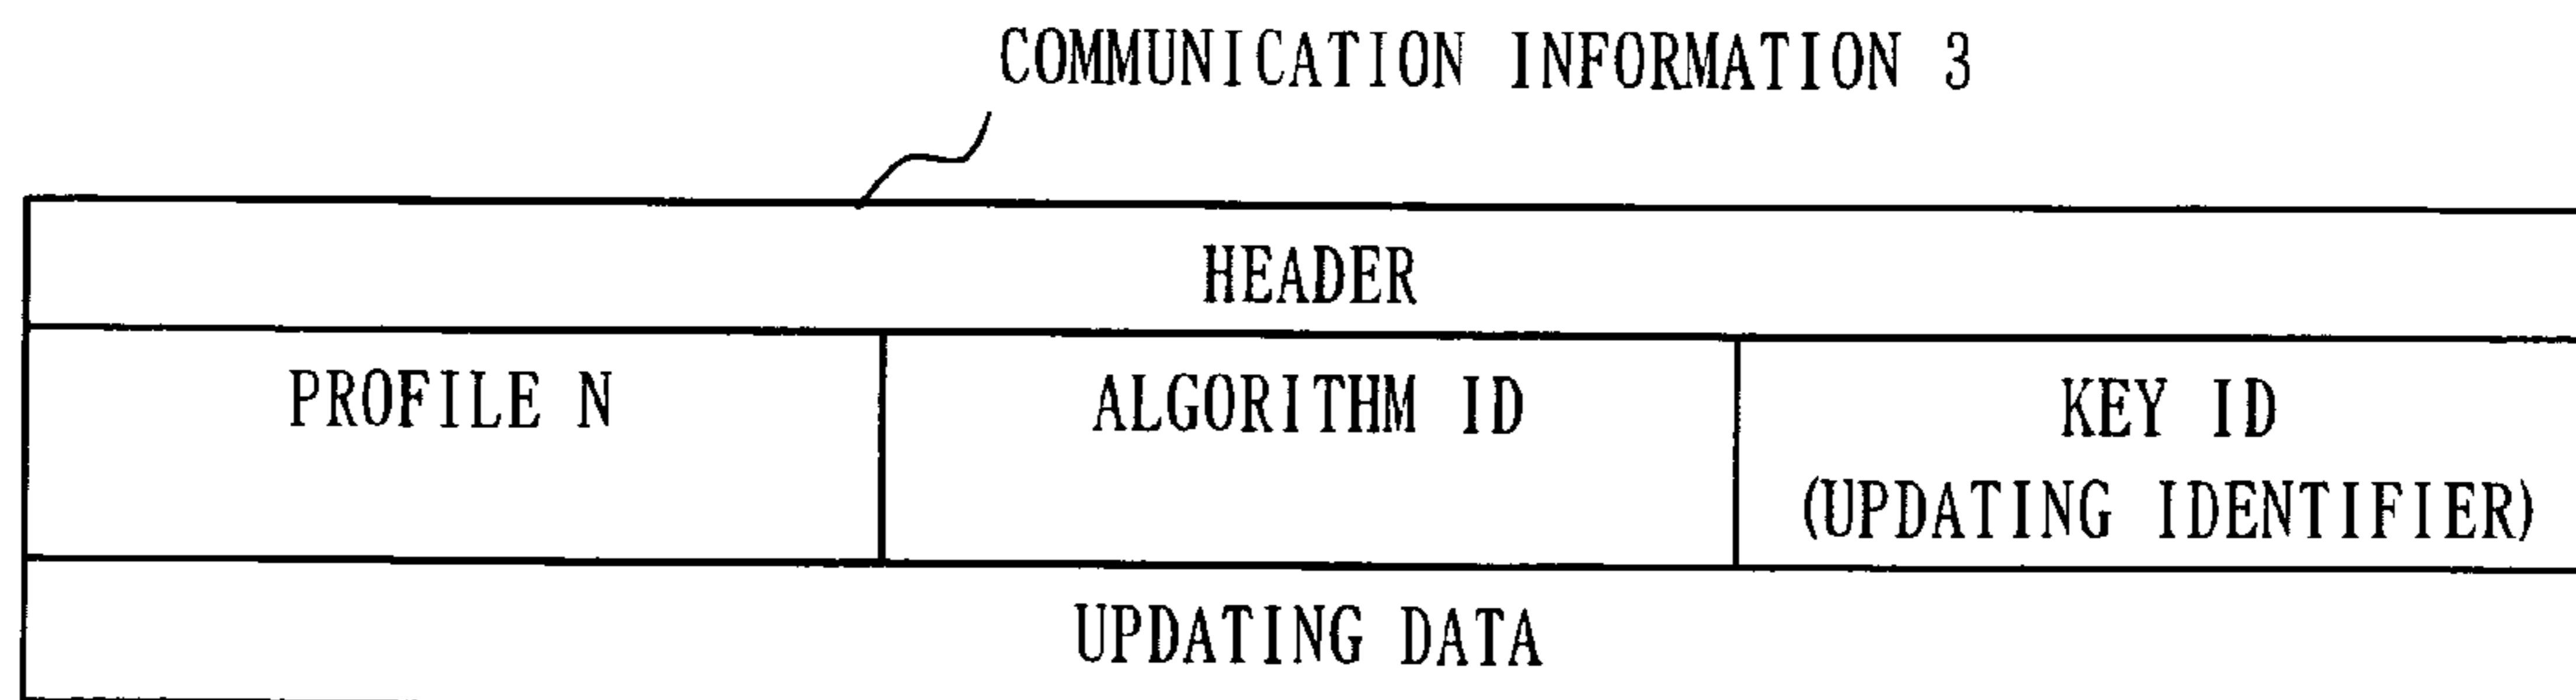 COMMUNICATION INFORMATION 3
HEADER
PROFILE N
ALGORITHM ID
KEY ID
(UPDATING IDENTIFIER)
UPDATING DATA